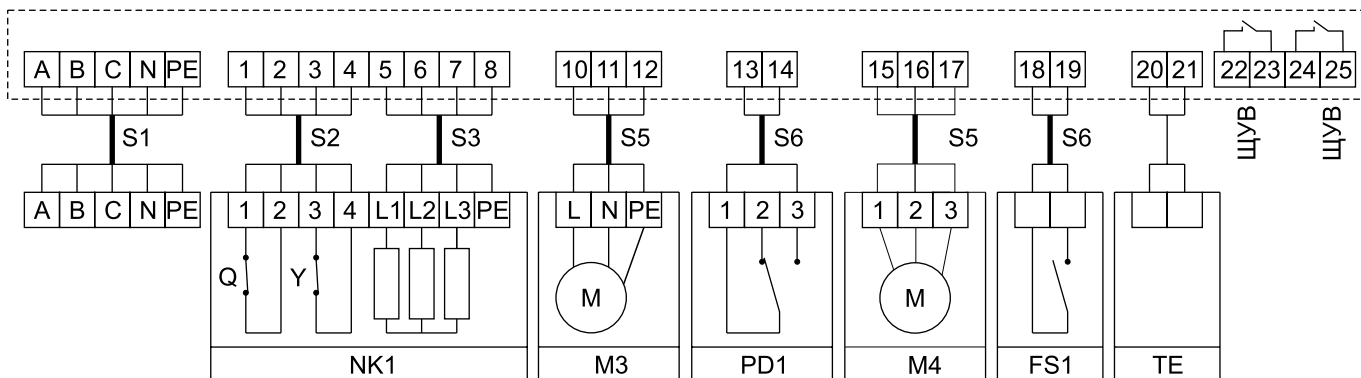 A B C N PE 1 2 3 4 5 6 7 8 10 11 12 13 14 15 16 17 18 19 20 21 22 23 24 25
S1 S2 S3 S5 S6 S5 S6 ЩУВ ЩУВ
A B C N PE 1 2 3 4 L1 L2 L3 PE L N PE 1 2 3 1 2 3
Q Y M M
NK1 M3 PD1 M4 FS1 TE